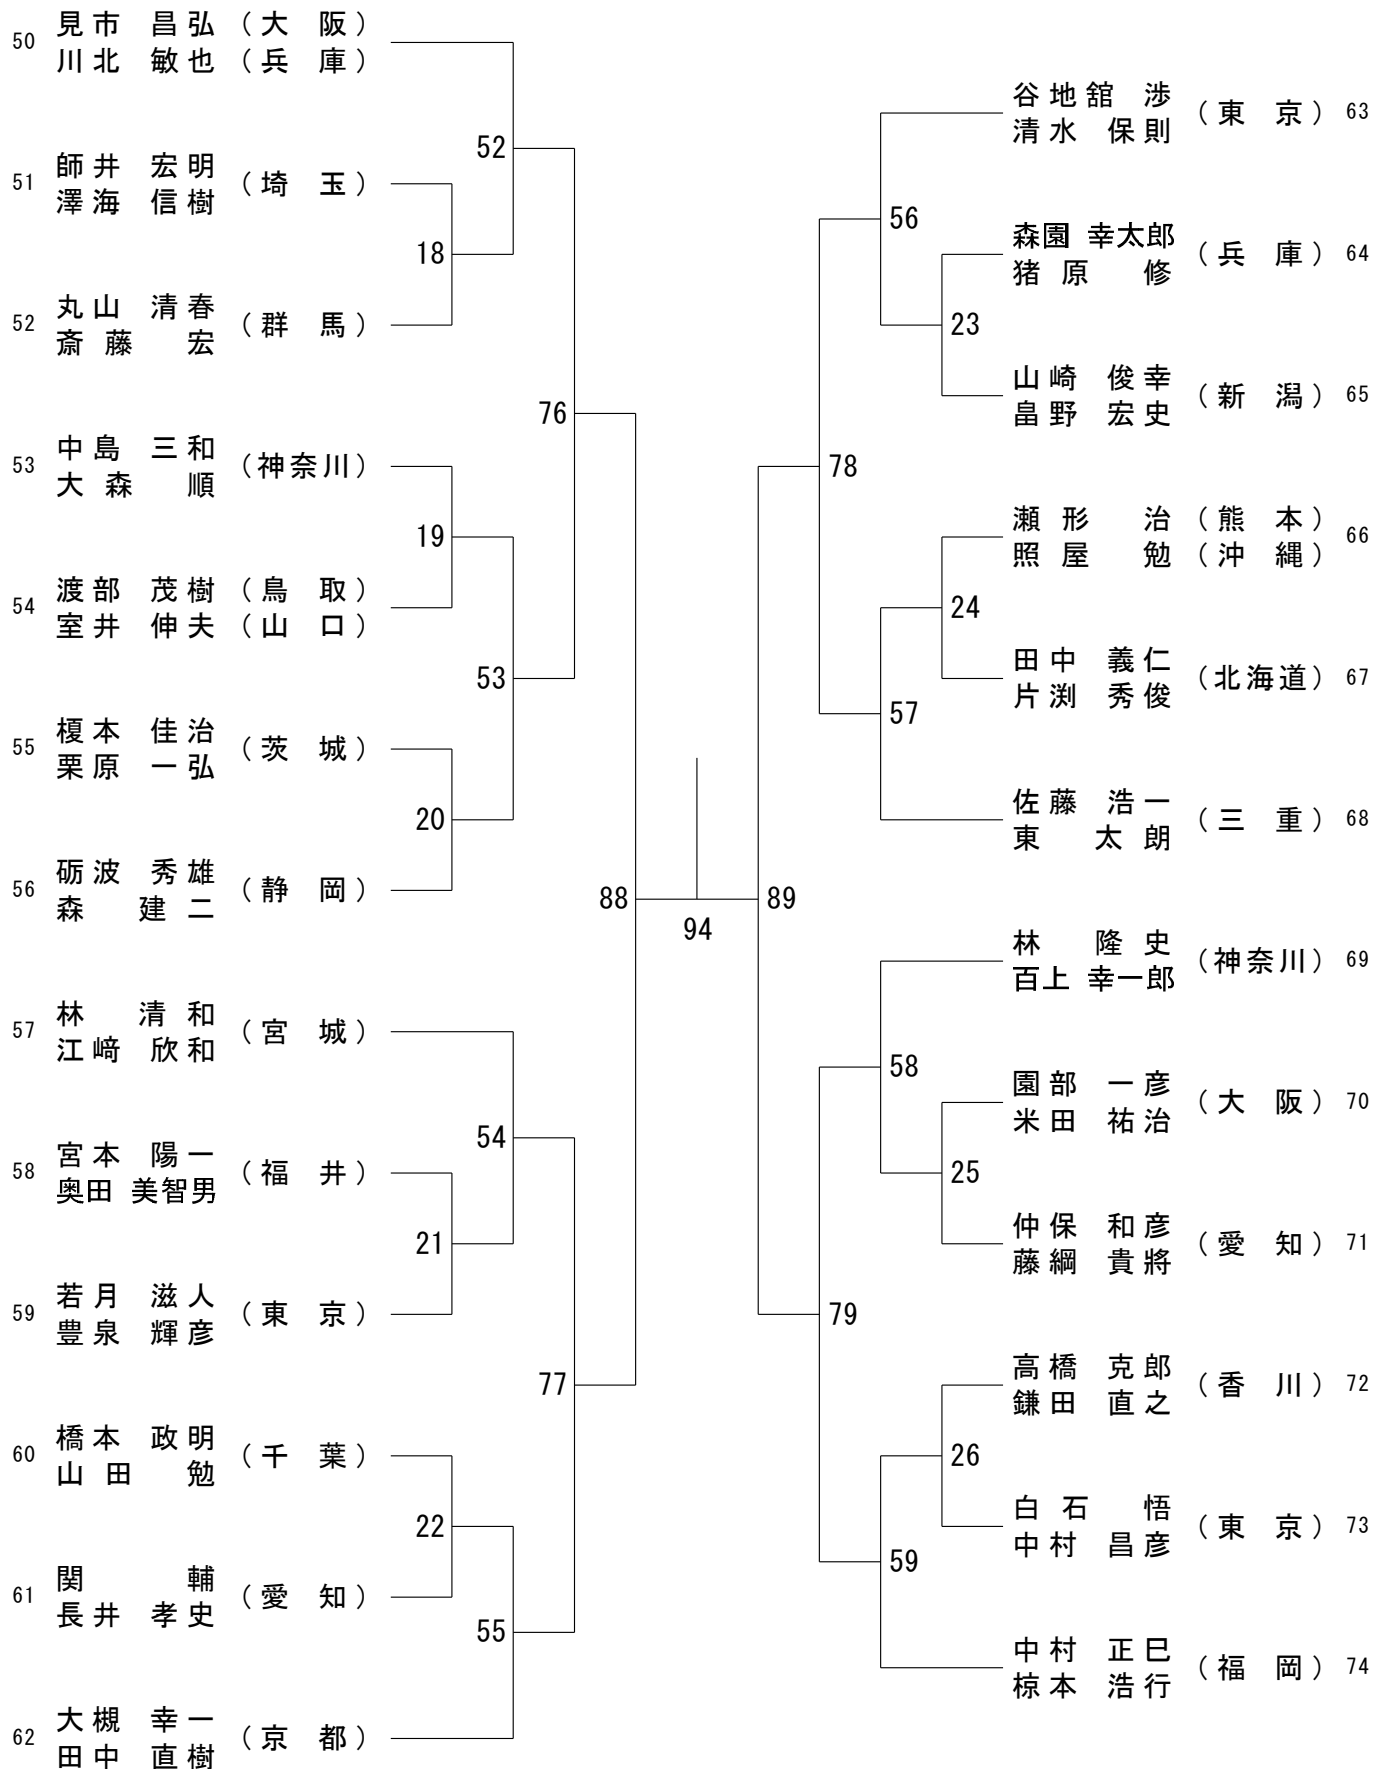 50 見市 昌弘 (大 阪)
川北 敏也 (兵 庫)
51 師井 宏明 (埼 玉)
澤海 信樹
52 丸山 清春 (群 馬)
斎藤 宏
53 中島 三和 (神奈川)
大森 順
54 渡部 茂樹 (鳥 取)
室井 伸夫 (山 口)
55 榎本 佳治 (茨 城)
栗原 一弘
56 砺波 秀雄 (静 岡)
森 建二
57 林 清和 (宮 城)
江﨑 欣和
58 宮本 陽一 (福 井)
奥田 美智男
59 若月 滋人 (東 京)
豊泉 輝彦
60 橋本 政明 (千 葉)
山田 勉
61 関 輔 (愛 知)
長井 孝史
62 大槻 幸一 (京 都)
田中 直樹
52
18
76
19
53
20
88
54
21
77
22
55
94
谷地舘 渉 (東 京) 63
清水 保則
森園 幸太郎 (兵 庫) 64
猪原 修
山崎 俊幸 (新 潟) 65
畠野 宏史
瀬形 治 (熊 本) 66
照屋 勉 (沖 縄)
田中 義仁 (北海道) 67
片渕 秀俊
佐藤 浩一 (三 重) 68
東 太朗
林 隆史 (神奈川) 69
百上 幸一郎
園部 一彦 (大 阪) 70
米田 祐治
仲保 和彦 (愛 知) 71
藤綱 貴將
高橋 克郎 (香 川) 72
鎌田 直之
白石 悟 (東 京) 73
中村 昌彦
中村 正巳 (福 岡) 74
椋本 浩行
56
23
78
24
57
89
58
25
79
26
59